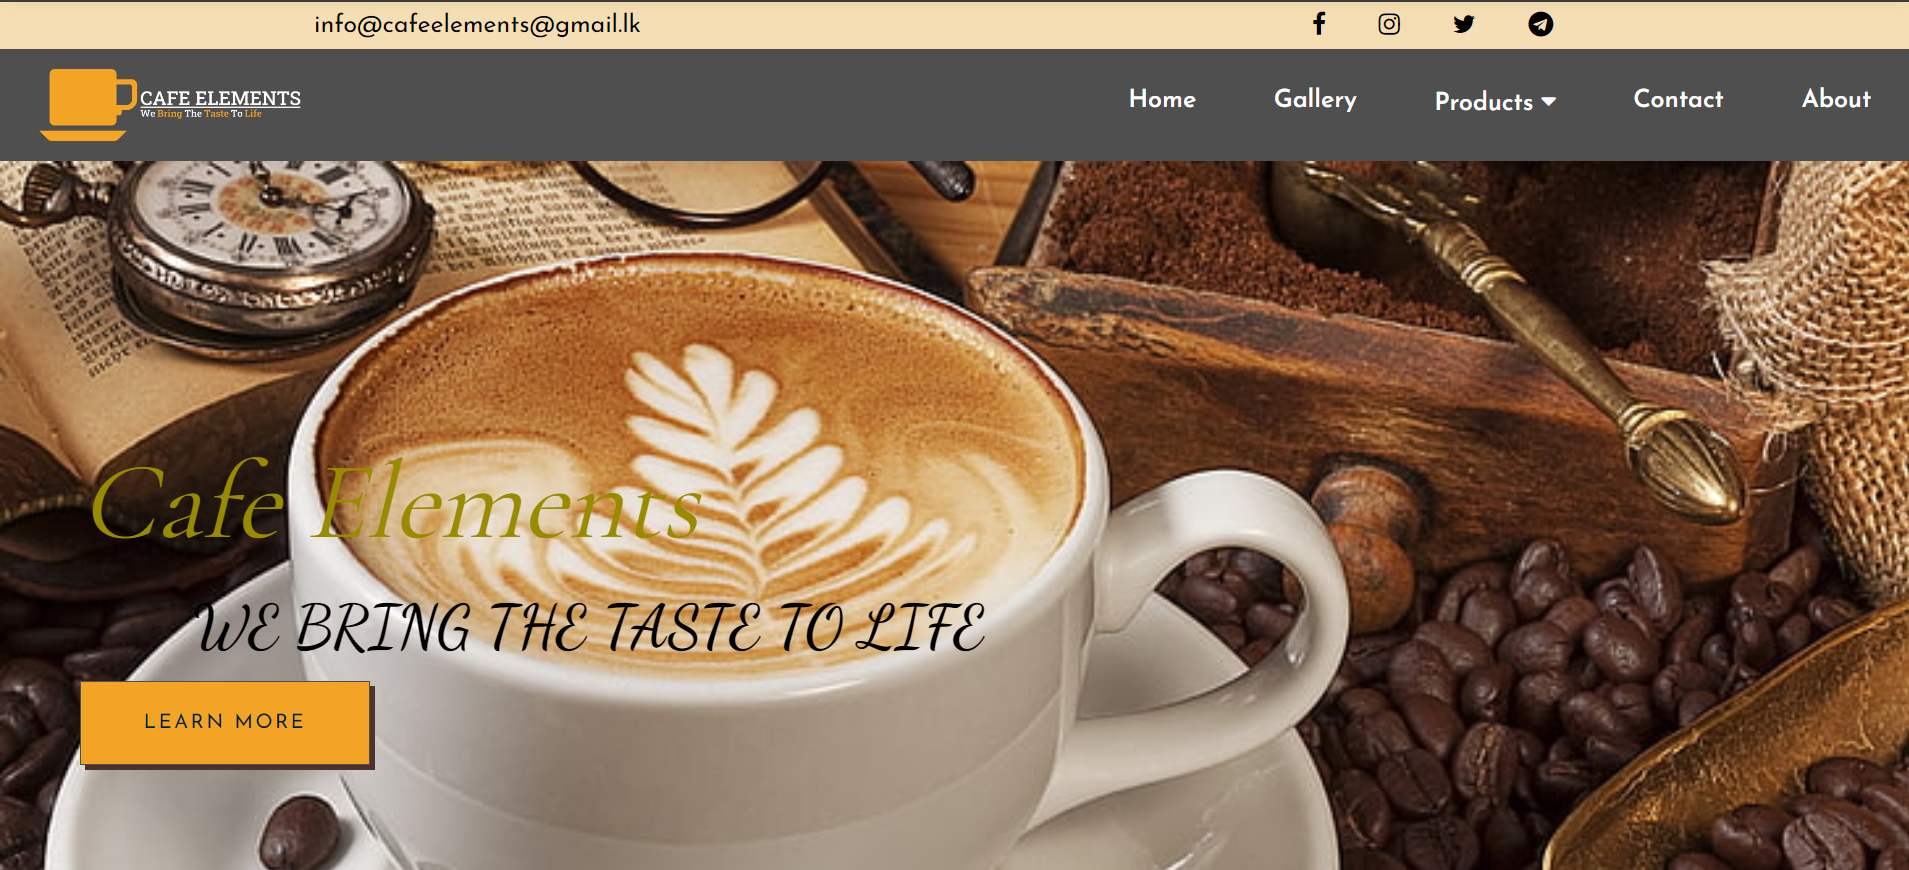 info@cafeelements@gmail.lk
CAFE ELEMENTS
We Bring The Taste To Life
Home Gallery Products Contact About
Cafe Elements
WE BRING THE TASTE TO LIFE
LEARN MORE